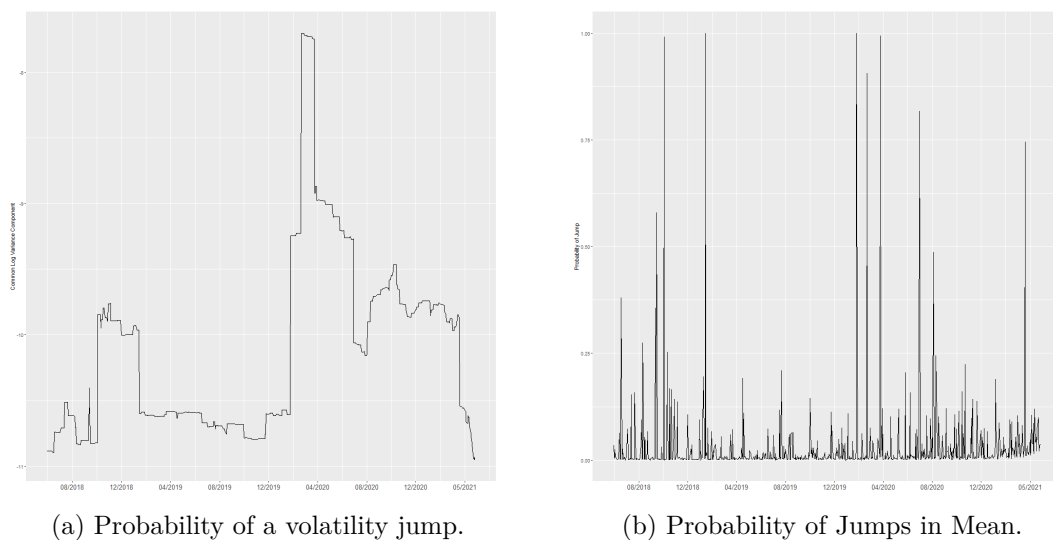 Common Log Variance Component
-8
-9
-10
-11
08/2018 12/2018 04/2019 08/2019 12/2019 04/2020 08/2020 12/2020 05/2021
(a) Probability of a volatility jump.
Probability of Jump
1.00
0.75
0.50
0.25
0.00
08/2018 12/2018 04/2019 08/2019 12/2019 04/2020 08/2020 12/2020 05/2021
(b) Probability of Jumps in Mean.